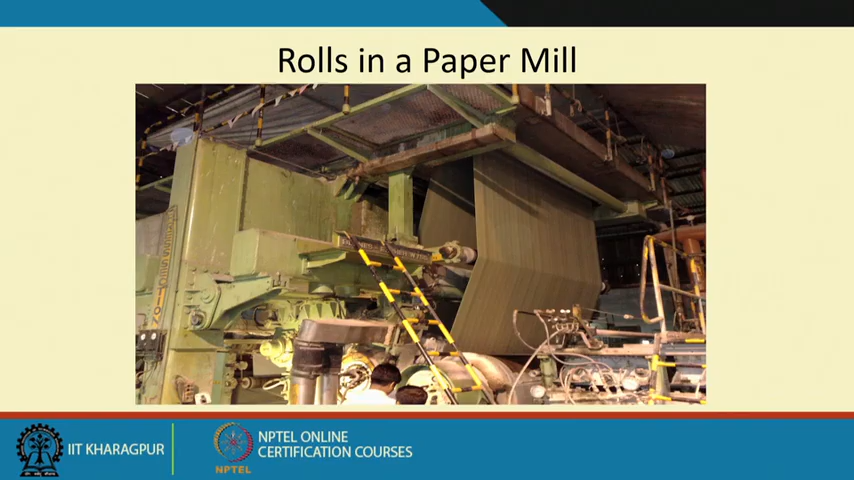 Rolls in a Paper Mill
IIT KHARAGPUR
NPTEL
NPTEL ONLINE
CERTIFICATION COURSES